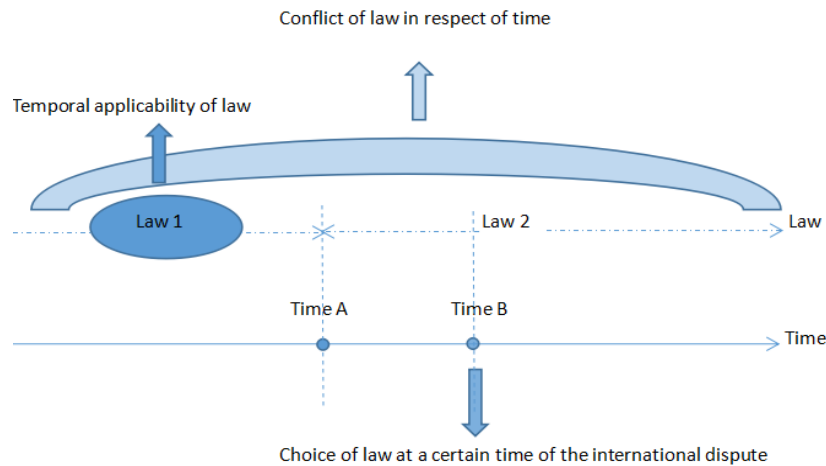 Conflict of law in respect of time
Temporal applicability of law
Law 1
Law 2
Law
Time A
Time B
Time
Choice of law at a certain time of the international dispute